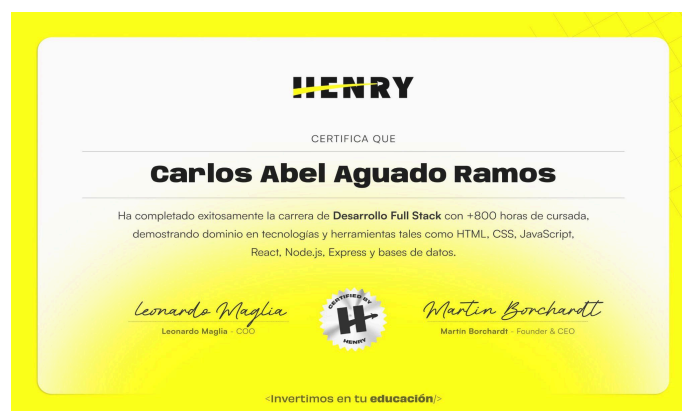 HENRY
CERTIFICA QUE
Carlos Abel Aguado Ramos
Ha completado exitosamente la carrera de Desarrollo Full Stack con +800 horas de cursada,
demostrando dominio en tecnologías y herramientas tales como HTML, CSS, JavaScript,
React, Node.js, Express y bases de datos.
Leonardo Maglia
Leonardo Maglia - COO
CERTIFIED BY
H
HENRY
Martin Borchardt
Martín Borchardt - Founder & CEO
<Invertimos en tu educación/>